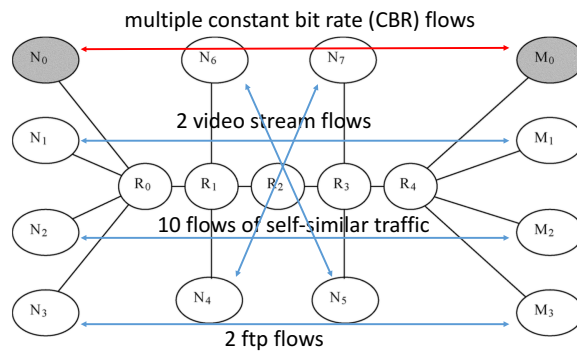 multiple constant bit rate (CBR) flows
N0 N6 N7 M0
N1 2 video stream flows M1
R0 R1 R2 R3 R4
N2 10 flows of self-similar traffic M2
N3 N4 N5 M3
2 ftp flows